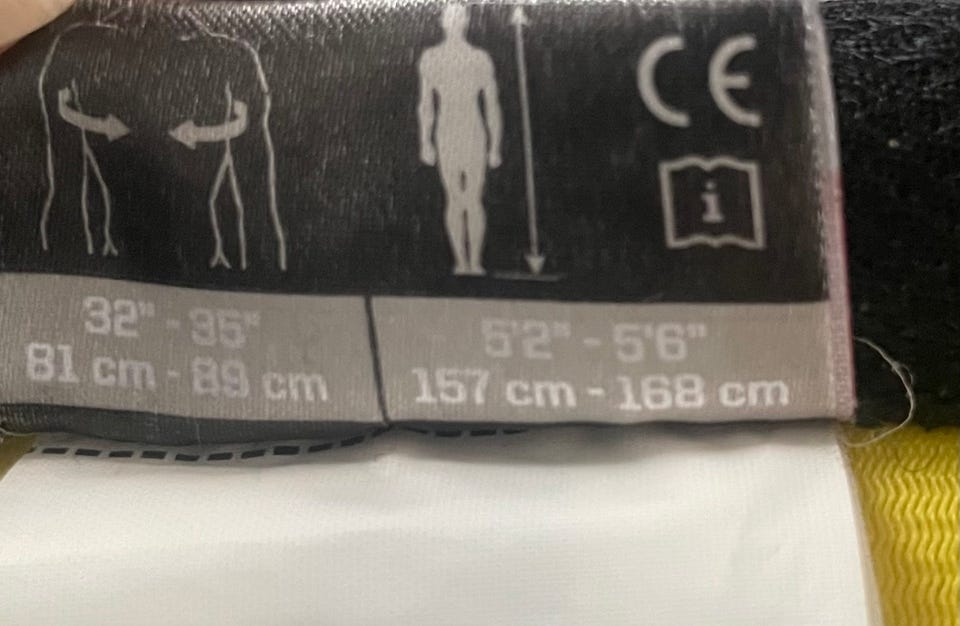 CE
i
32" - 35"
5'2" - 5'6"
81 cm - 89 cm
157 cm - 168 cm